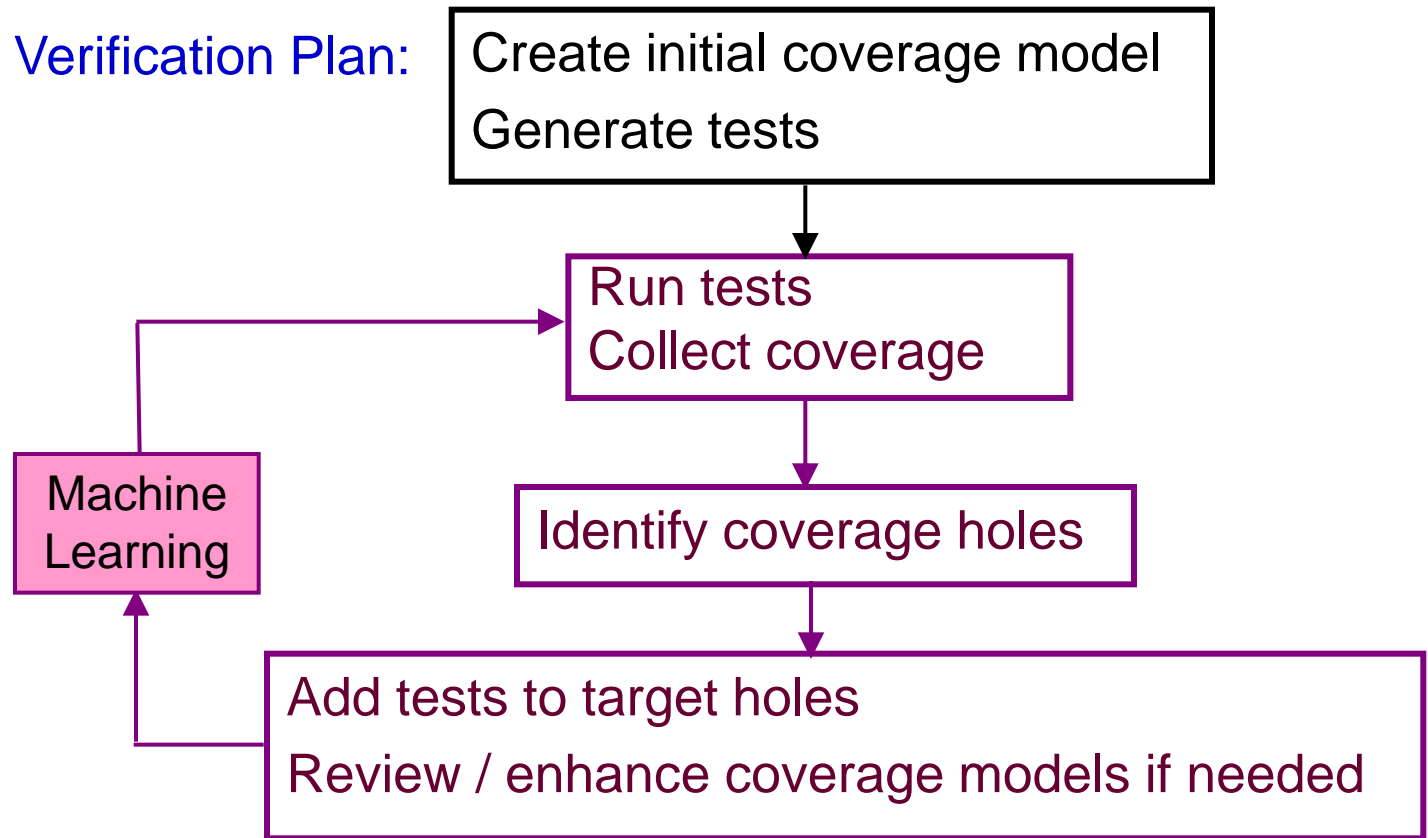 Verification Plan:
Create initial coverage model
Generate tests
Run tests
Collect coverage
Machine
Learning
Identify coverage holes
Add tests to target holes
Review / enhance coverage models if needed